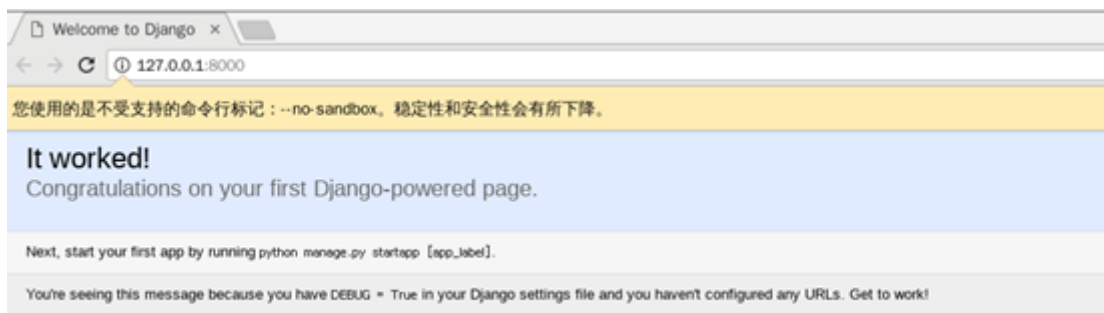 Welcome to Django
127.0.0.1:8000
您使用的是不受支持的命令行标记：--no-sandbox。稳定性和安全性会有所下降。
It worked!
Congratulations on your first Django-powered page.
Next, start your first app by running python manage.py startapp [app_label].
You're seeing this message because you have DEBUG = True in your Django settings file and you haven't configured any URLs. Get to work!